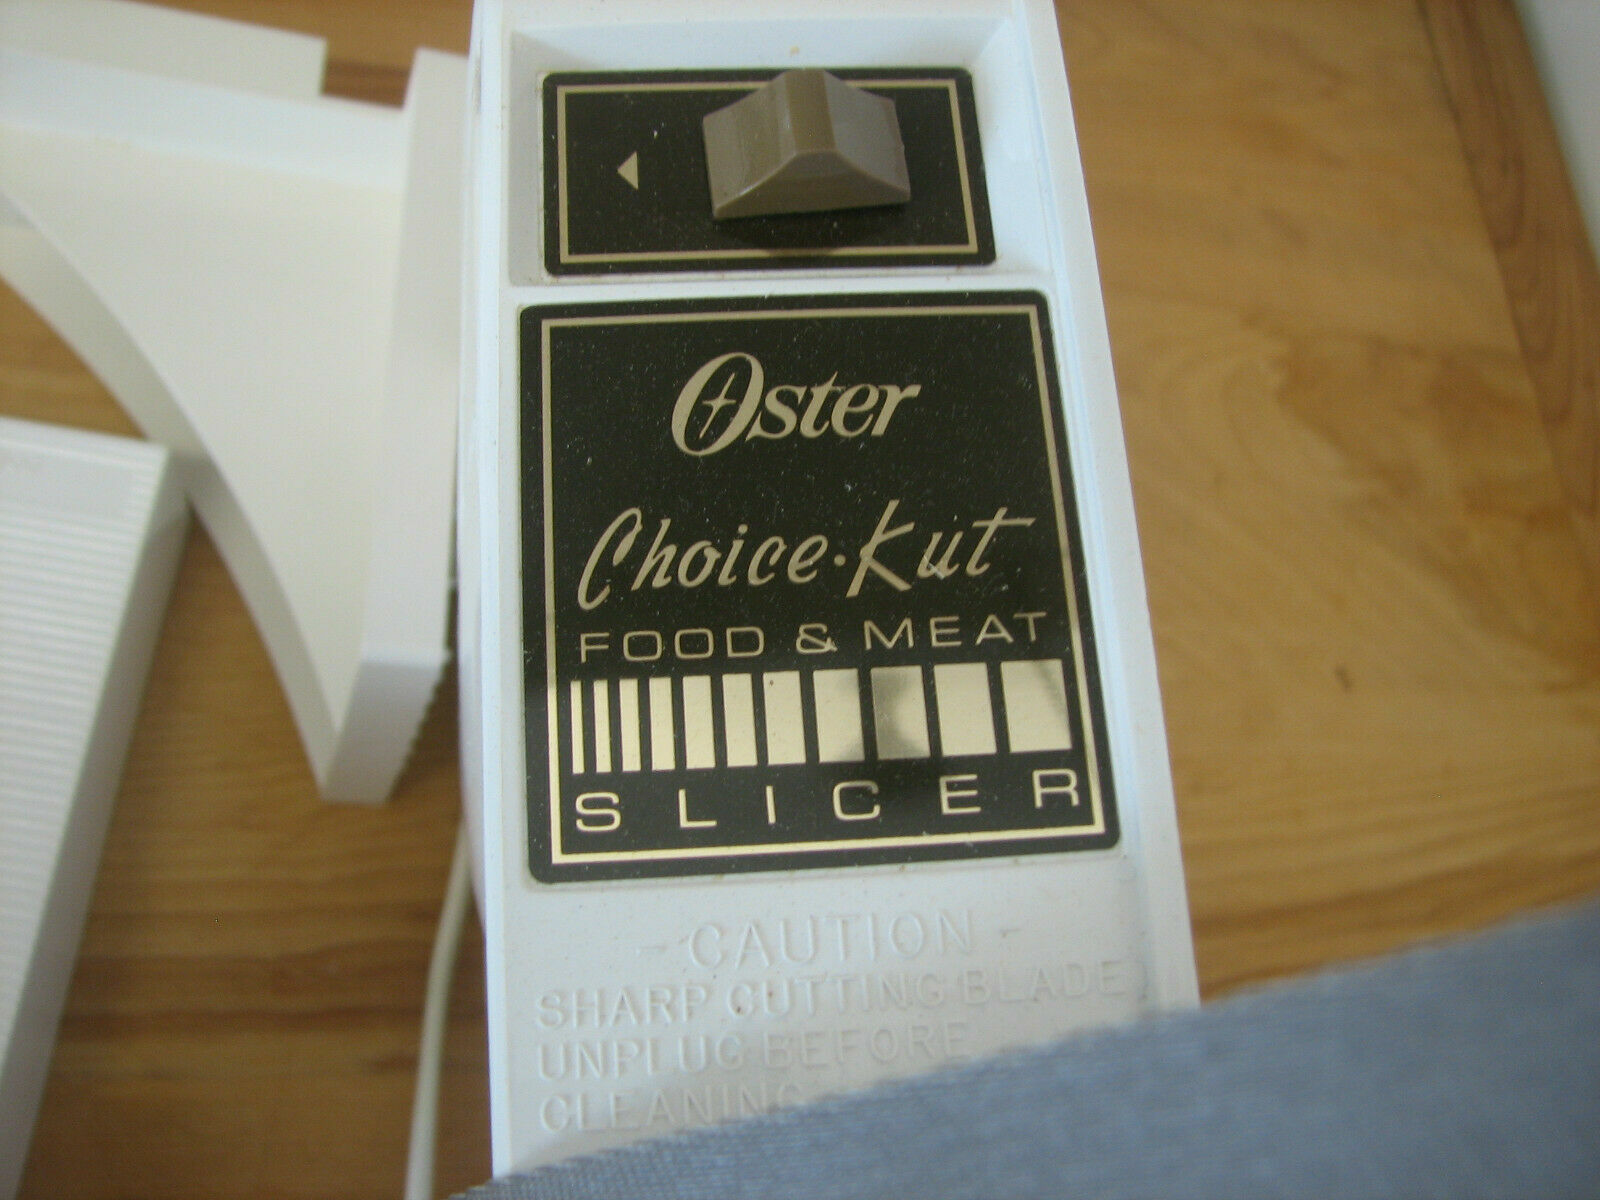 Oster
Choice·Kut
FOOD & MEAT
SLICER
- CAUTION -
SHARP CUTTING BLADE
UNPLUG BEFORE
CLEANING